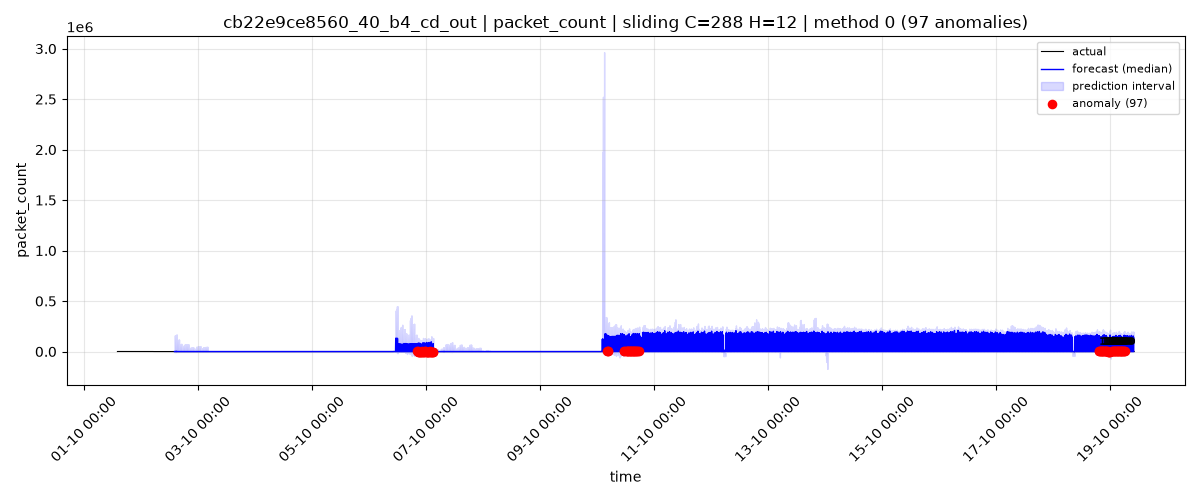 cb22e9ce8560_40_b4_cd_out | packet_count | sliding C=288 H=12 | method 0 (97 anomalies)
1e6
3.0
2.5
2.0
1.5
1.0
0.5
0.0
packet_count
actual
forecast (median)
prediction interval
anomaly (97)
01-10 00:00
03-10 00:00
05-10 00:00
07-10 00:00
09-10 00:00
11-10 00:00
13-10 00:00
15-10 00:00
17-10 00:00
19-10 00:00
time